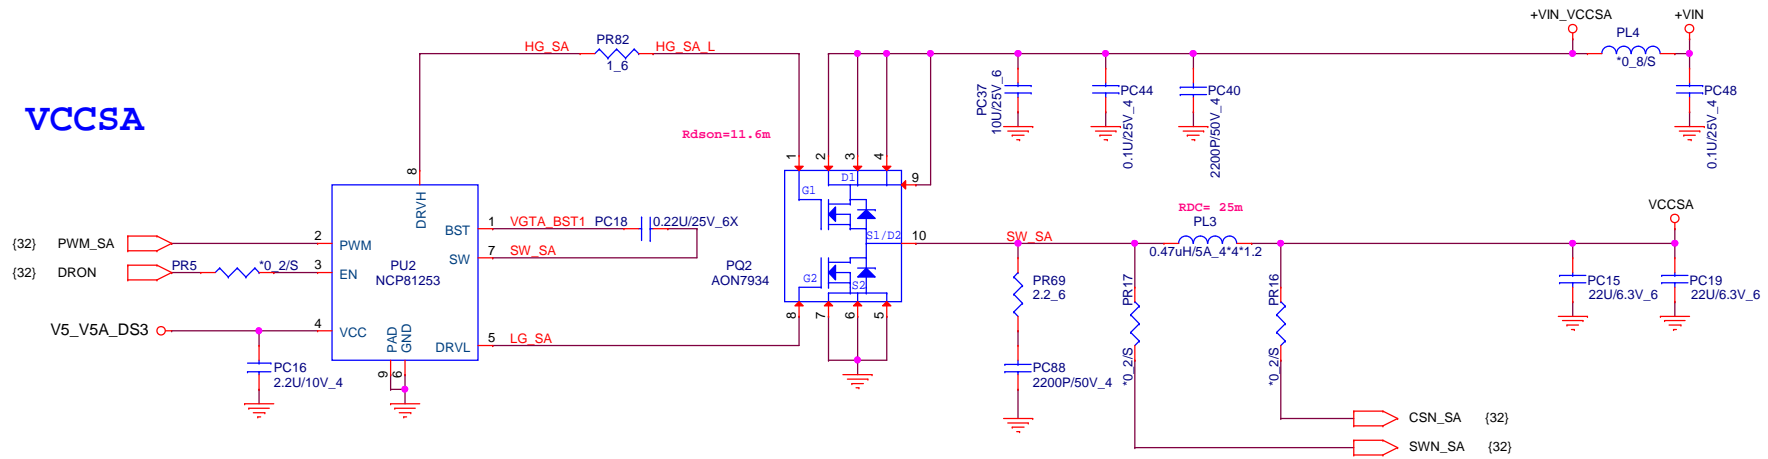 VCCSA
HG_SA
PR82
1_6
HG_SA_L
Rdson=11.6m
+VIN_VCCSA
+VIN
PL4
*0_8/S
PC37
10U/25V_6
PC44
0.1U/25V_4
PC40
2200P/50V_4
PC48
0.1U/25V_4
8
DRVH
1
2
3
4
9
D1
G1
S1/D2
10
G2
S2
8
7
6
5
PQ2
AON7934
{32}
PWM_SA
2
PWM
{32}
DRON
PR5
*0_2/S
3
EN
PU2
NCP81253
BST
1
VGTA_BST1
PC18
0.22U/25V_6X
SW
7
SW_SA
V5_V5A_DS3
4
VCC
PAD
GND
9
6
DRVL
5
LG_SA
PC16
2.2U/10V_4
SW_SA
RDC= 25m
PL3
0.47uH/5A_4*4*1.2
VCCSA
PR69
2.2_6
PC88
2200P/50V_4
PR17
*0_2/S
PR16
*0_2/S
PC15
22U/6.3V_6
PC19
22U/6.3V_6
CSN_SA
{32}
SWN_SA
{32}